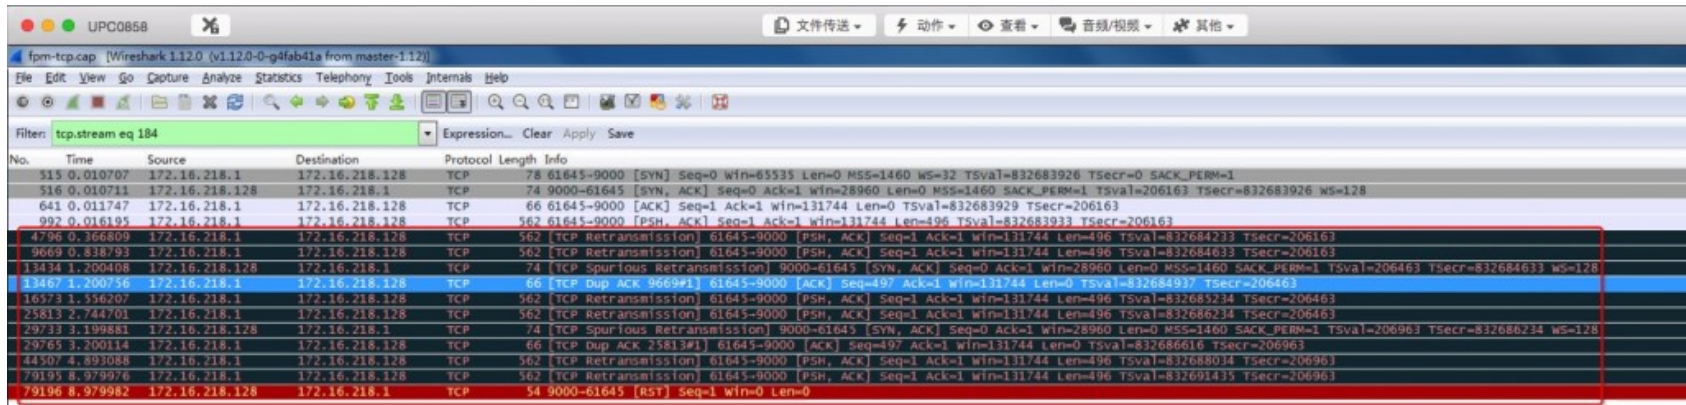 UPC0858 文件传送 动作 查看 音频/视频 其他
fpm-tcp.cap [Wireshark 1.12.0 (v1.12.0-0-g4fab41a from master-1.12)]
File Edit View Go Capture Analyze Statistics Telephony Tools Internals Help
Filter: tcp.stream eq 184 Expression... Clear Apply Save
No. Time Source Destination Protocol Length Info
515 0.010707 172.16.218.1 172.16.218.128 TCP 78 61645→9000 [SYN] Seq=0 Win=65535 Len=0 MSS=1460 WS=32 TSval=832683926 TSecr=0 SACK_PERM=1
516 0.010711 172.16.218.128 172.16.218.1 TCP 74 9000→61645 [SYN, ACK] Seq=0 Ack=1 Win=28960 Len=0 MSS=1460 SACK_PERM=1 TSval=206163 TSecr=832683926 WS=128
641 0.011747 172.16.218.1 172.16.218.128 TCP 66 61645→9000 [ACK] Seq=1 Ack=1 Win=131744 Len=0 TSval=832683929 TSecr=206163
992 0.016195 172.16.218.1 172.16.218.128 TCP 562 61645→9000 [PSH, ACK] Seq=1 Ack=1 Win=131744 Len=496 TSval=832683933 TSecr=206163
4796 0.366809 172.16.218.1 172.16.218.128 TCP 562 [TCP Retransmission] 61645→9000 [PSH, ACK] Seq=1 Ack=1 Win=131744 Len=496 TSval=832684233 TSecr=206163
9669 0.838793 172.16.218.1 172.16.218.128 TCP 562 [TCP Retransmission] 61645→9000 [PSH, ACK] Seq=1 Ack=1 Win=131744 Len=496 TSval=832684633 TSecr=206163
13434 1.200408 172.16.218.128 172.16.218.1 TCP 74 [TCP Spurious Retransmission] 9000→61645 [SYN, ACK] Seq=0 Ack=1 Win=28960 Len=0 MSS=1460 SACK_PERM=1 TSval=206463 TSecr=832684633 WS=128
13467 1.200756 172.16.218.1 172.16.218.128 TCP 66 [TCP Dup ACK 9669#1] 61645→9000 [ACK] Seq=497 Ack=1 Win=131744 Len=0 TSval=832684937 TSecr=206463
16573 1.556207 172.16.218.1 172.16.218.128 TCP 562 [TCP Retransmission] 61645→9000 [PSH, ACK] Seq=1 Ack=1 Win=131744 Len=496 TSval=832685234 TSecr=206463
25813 2.744701 172.16.218.1 172.16.218.128 TCP 562 [TCP Retransmission] 61645→9000 [PSH, ACK] Seq=1 Ack=1 Win=131744 Len=496 TSval=832686234 TSecr=206463
29733 3.199881 172.16.218.128 172.16.218.1 TCP 74 [TCP Spurious Retransmission] 9000→61645 [SYN, ACK] Seq=0 Ack=1 Win=28960 Len=0 MSS=1460 SACK_PERM=1 TSval=206963 TSecr=832686234 WS=128
29765 3.200114 172.16.218.1 172.16.218.128 TCP 66 [TCP Dup ACK 25813#1] 61645→9000 [ACK] Seq=497 Ack=1 Win=131744 Len=0 TSval=832686616 TSecr=206963
44507 4.893088 172.16.218.1 172.16.218.128 TCP 562 [TCP Retransmission] 61645→9000 [PSH, ACK] Seq=1 Ack=1 Win=131744 Len=496 TSval=832688034 TSecr=206963
79195 8.979976 172.16.218.1 172.16.218.128 TCP 562 [TCP Retransmission] 61645→9000 [PSH, ACK] Seq=1 Ack=1 Win=131744 Len=496 TSval=832691435 TSecr=206963
79196 8.979982 172.16.218.128 172.16.218.1 TCP 54 9000→61645 [RST] Seq=1 Win=0 Len=0